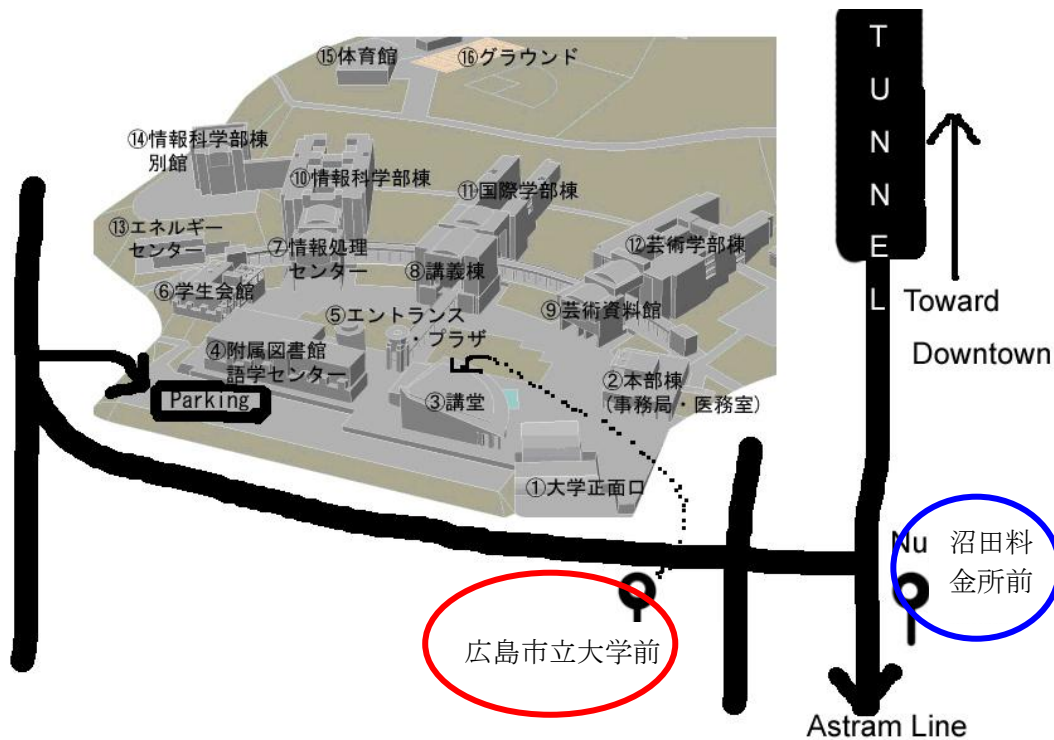 ⑮体育館
⑯グラウンド
⑭情報科学部棟
別館
⑩情報科学部棟
⑪国際学部棟
⑬エネルギー
センター
⑦情報処理
センター
⑧講義棟
⑫芸術学部棟
⑥学生会館
⑤エントランス
・プラザ
⑨芸術資料館
④附属図書館
語学センター
②本部棟
(事務局・医務室)
③講堂
Parking
①大学正面口
TUNNEL
Toward
Downtown
Nu
沼田料
金所前
広島市立大学前
Astram Line